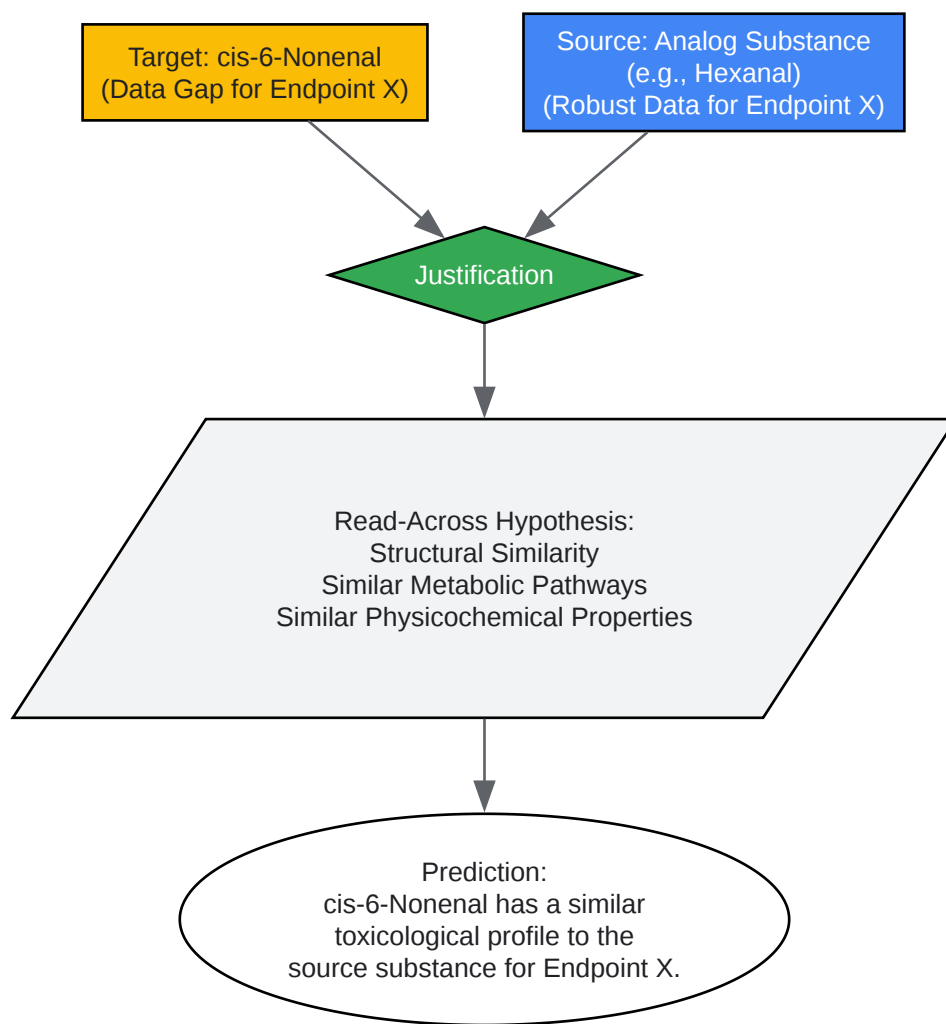 Target: cis-6-Nonenal
(Data Gap for Endpoint X)
Source: Analog Substance
(e.g., Hexanal)
(Robust Data for Endpoint X)
Justification
Read-Across Hypothesis:
Structural Similarity
Similar Metabolic Pathways
Similar Physicochemical Properties
Prediction:
cis-6-Nonenal has a similar
toxicological profile to the
source substance for Endpoint X.